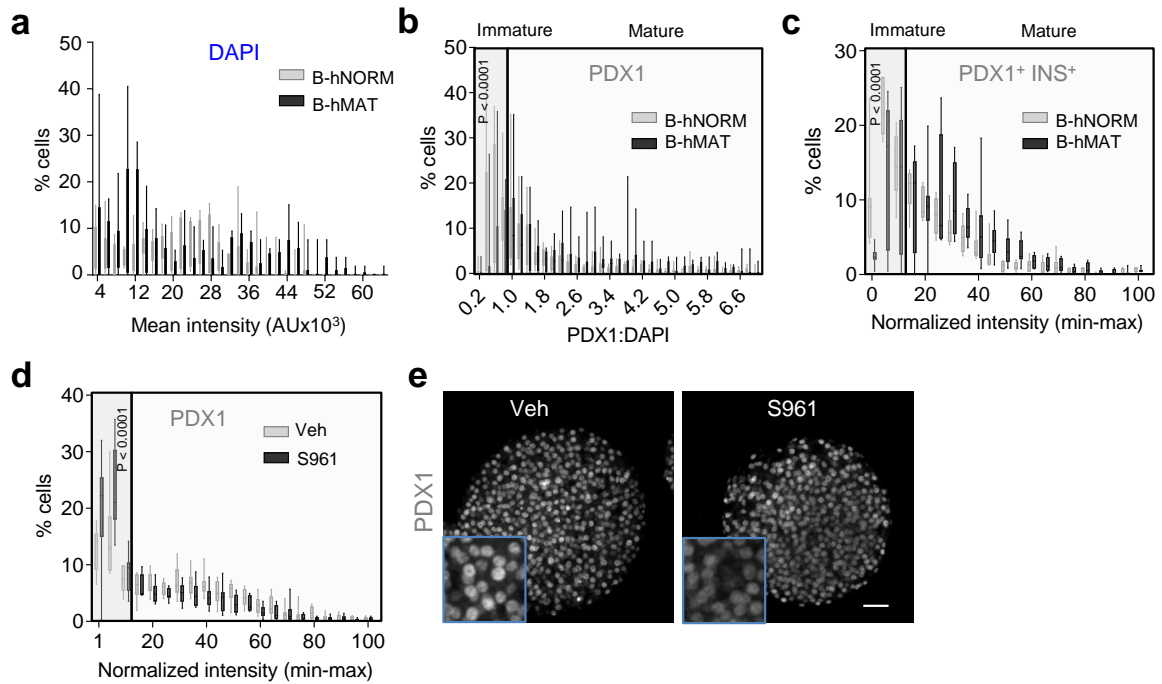 a
DAPI
B-hNORM
B-hMAT
50
40
30
20
10
0
% cells
4 12 20 28 36 44 52 60
Mean intensity (AUx10³)
b
Immature Mature
PDX1
P < 0.0001
B-hNORM
B-hMAT
50
40
30
20
10
0
% cells
0.2 1.0 1.8 2.6 3.4 4.2 5.0 5.8 6.6
PDX1:DAPI
c
Immature Mature
PDX1⁺ INS⁺
P < 0.0001
B-hNORM
B-hMAT
30
20
10
0
% cells
0 20 40 60 80 100
Normalized intensity (min-max)
d
PDX1
P < 0.0001
Veh
S961
40
30
20
10
0
% cells
1 20 40 60 80 100
Normalized intensity (min-max)
e
Veh S961
PDX1